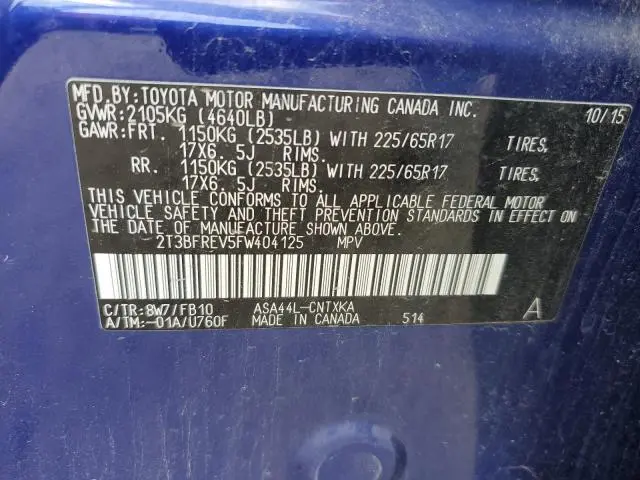 MFD. BY: TOYOTA MOTOR MANUFACTURING CANADA INC.
GVWR: 2105KG (4640LB) 10/15
GAWR: FRT. 1150KG (2535LB) WITH 225/65R17 TIRES,
17X6. 5J RIMS.
RR. 1150KG (2535LB) WITH 225/65R17 TIRES,
17X6. 5J RIMS.
THIS VEHICLE CONFORMS TO ALL APPLICABLE FEDERAL MOTOR
VEHICLE SAFETY AND THEFT PREVENTION STANDARDS IN EFFECT ON
THE DATE OF MANUFACTURE SHOWN ABOVE.
2T3BFREV5FW404125 MPV
C/TR: 8W7/FB10 ASA44L-CNTXKA
A/TM:-01A/U760F MADE IN CANADA 514 A